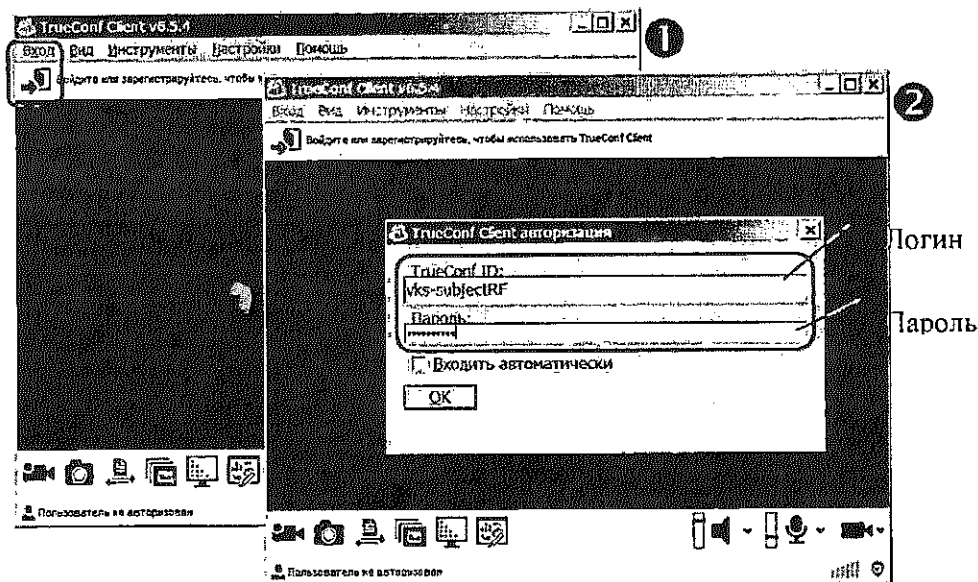 TrueConf Client v6.5.4
Вход Вид Инструменты Настройки Помощь
Войдите или зарегистрируйтесь, чтобы
1
TrueConf Client v6.5.4
Вход Вид Инструменты Настройки Помощь
Войдите или зарегистрируйтесь, чтобы использовать TrueConf Client
2
TrueConf Client авторизация
TrueConf ID:
vks-subjectRF
Логин
Пароль:
Пароль
Входить автоматически
OK
Пользователь не авторизован
Пользователь не авторизован